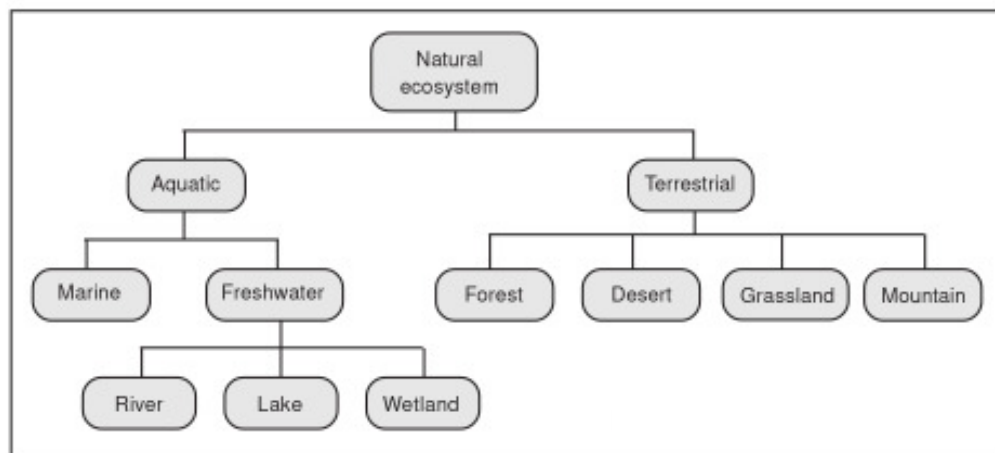 Natural
ecosystem
Aquatic
Terrestrial
Marine
Freshwater
Forest
Desert
Grassland
Mountain
River
Lake
Wetland